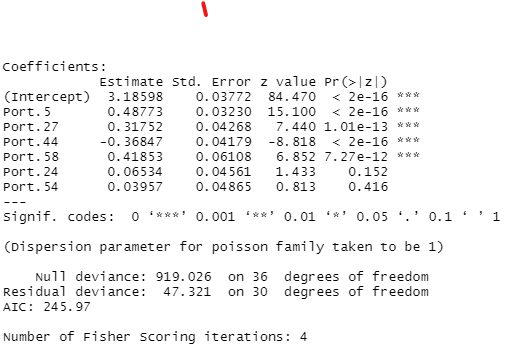 Coefficients:
Estimate Std. Error z value Pr(>|z|)
(Intercept) 3.18598 0.03772 84.470 < 2e-16 ***
Port.5 0.48773 0.03230 15.100 < 2e-16 ***
Port.27 0.31752 0.04268 7.440 1.01e-13 ***
Port.44 -0.36847 0.04179 -8.818 < 2e-16 ***
Port.58 0.41853 0.06108 6.852 7.27e-12 ***
Port.24 0.06534 0.04561 1.433 0.152
Port.54 0.03957 0.04865 0.813 0.416
---
Signif. codes: 0 ‘***’ 0.001 ‘**’ 0.01 ‘*’ 0.05 ‘.’ 0.1 ‘ ’ 1
(Dispersion parameter for poisson family taken to be 1)
Null deviance: 919.026 on 36 degrees of freedom
Residual deviance: 47.321 on 30 degrees of freedom
AIC: 245.97
Number of Fisher Scoring iterations: 4